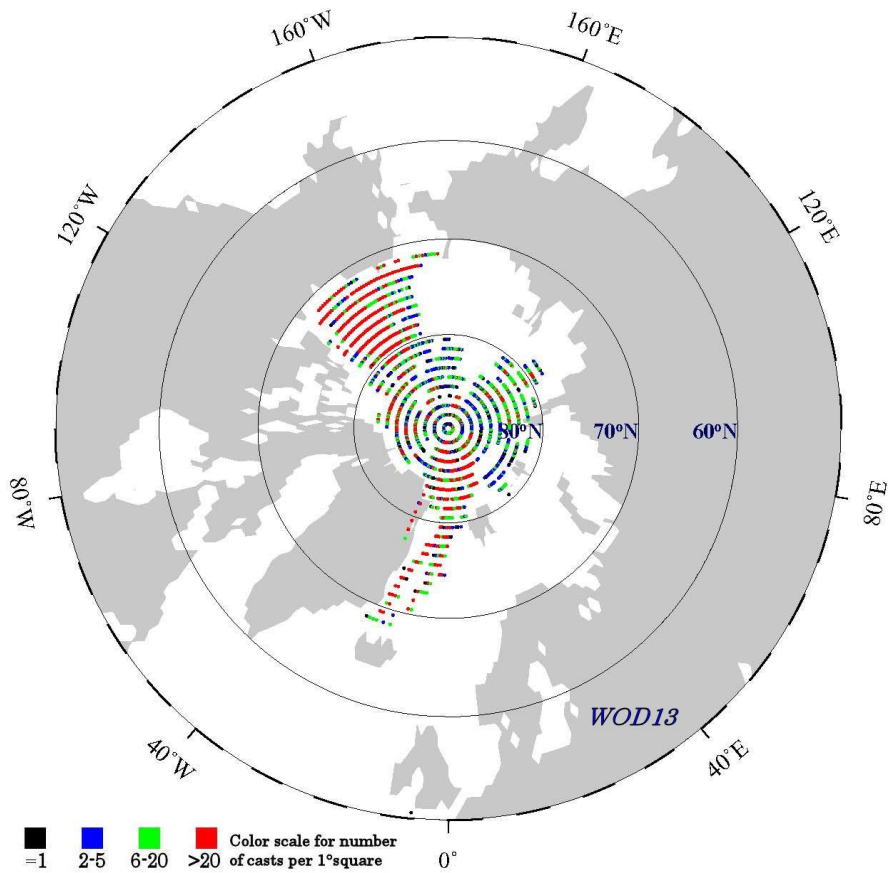 160°W
160°E
120°W
120°E
80°N 70°N 60°N
80°W
80°E
WOD13
40°W
40°E
0°
=1 2-5 6-20 >20
Color scale for number
of casts per 1°square